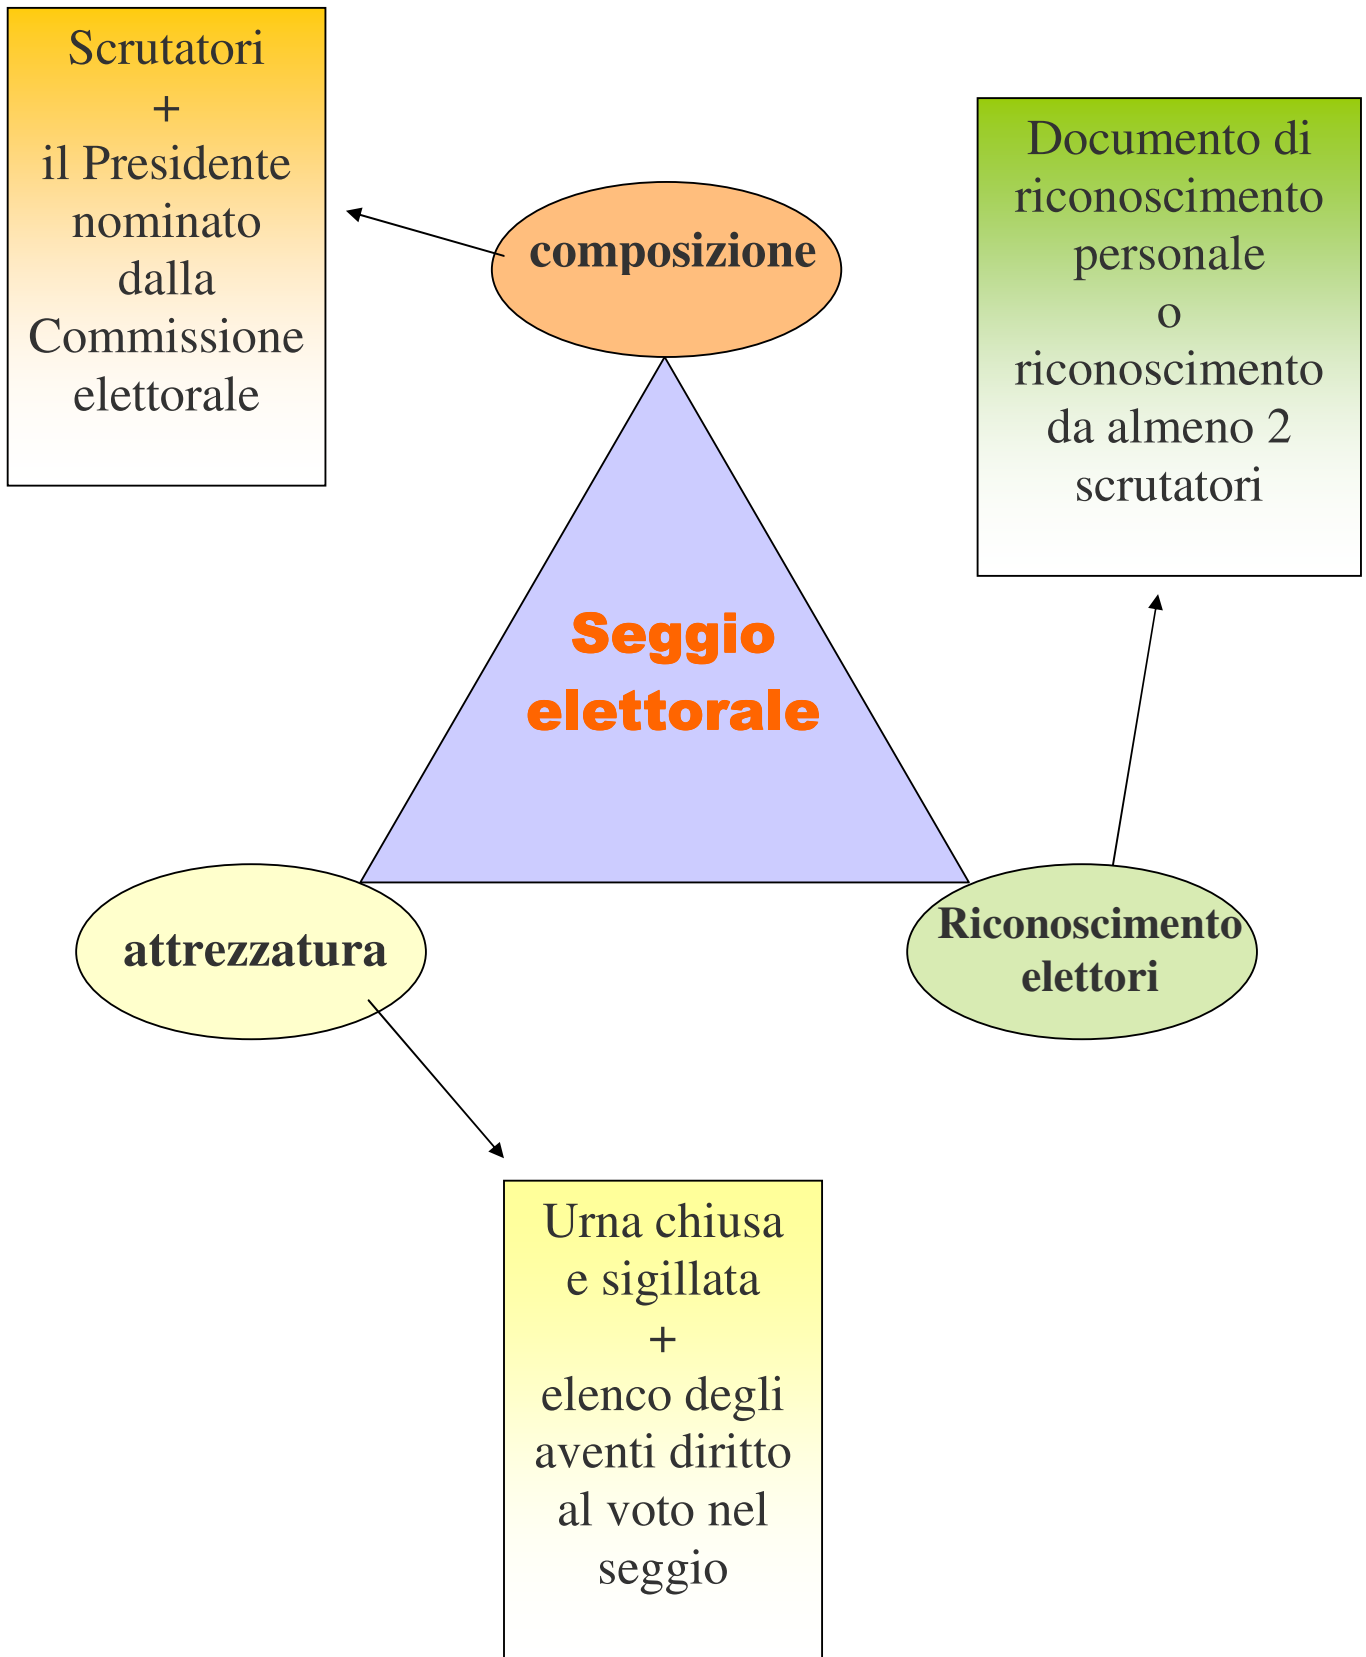 Scrutatori
+
il Presidente
nominato
dalla
Commissione
elettorale
Documento di
riconoscimento
personale
o
riconoscimento
da almeno 2
scrutatori
composizione
Seggio
elettorale
attrezzatura
Riconoscimento
elettori
Urna chiusa
e sigillata
+
elenco degli
aventi diritto
al voto nel
seggio